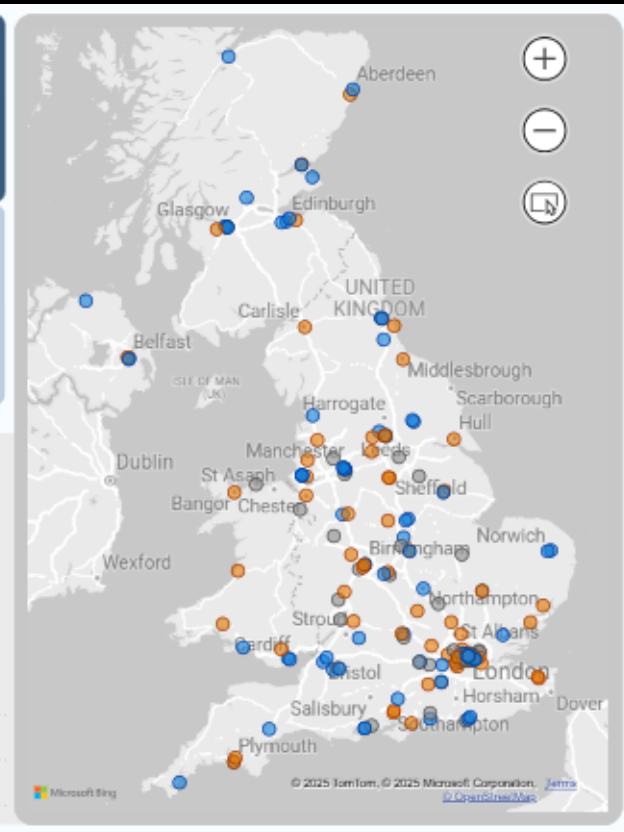 Aberdeen
Glasgow
Edinburgh
UNITED
KINGDOM
Carlisle
Belfast
ISLE OF MAN
(UK)
Middlesbrough
Scarborough
Harrogate
Hull
Manchester
Leeds
Dublin
St Asaph
Sheffield
Bangor
Chester
Norwich
Birmingham
Wexford
Northampton
Stroud
St Albans
Cardiff
Bristol
London
Horsham
Dover
Salisbury
Southampton
Plymouth
Microsoft Bing
© 2025 TomTom, © 2025 Microsoft Corporation, Terms
© OpenStreetMap